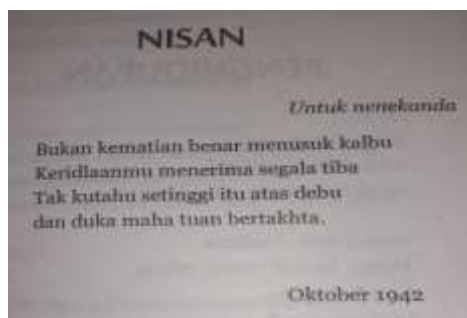 NISAN
Untuk nenekanda
Bukan kematian benar menusuk kalbu
Keridlaanmu menerima segala tiba
Tak kutahu setinggi itu atas debu
dan duka maha tuan bertakhta.
Oktober 1942